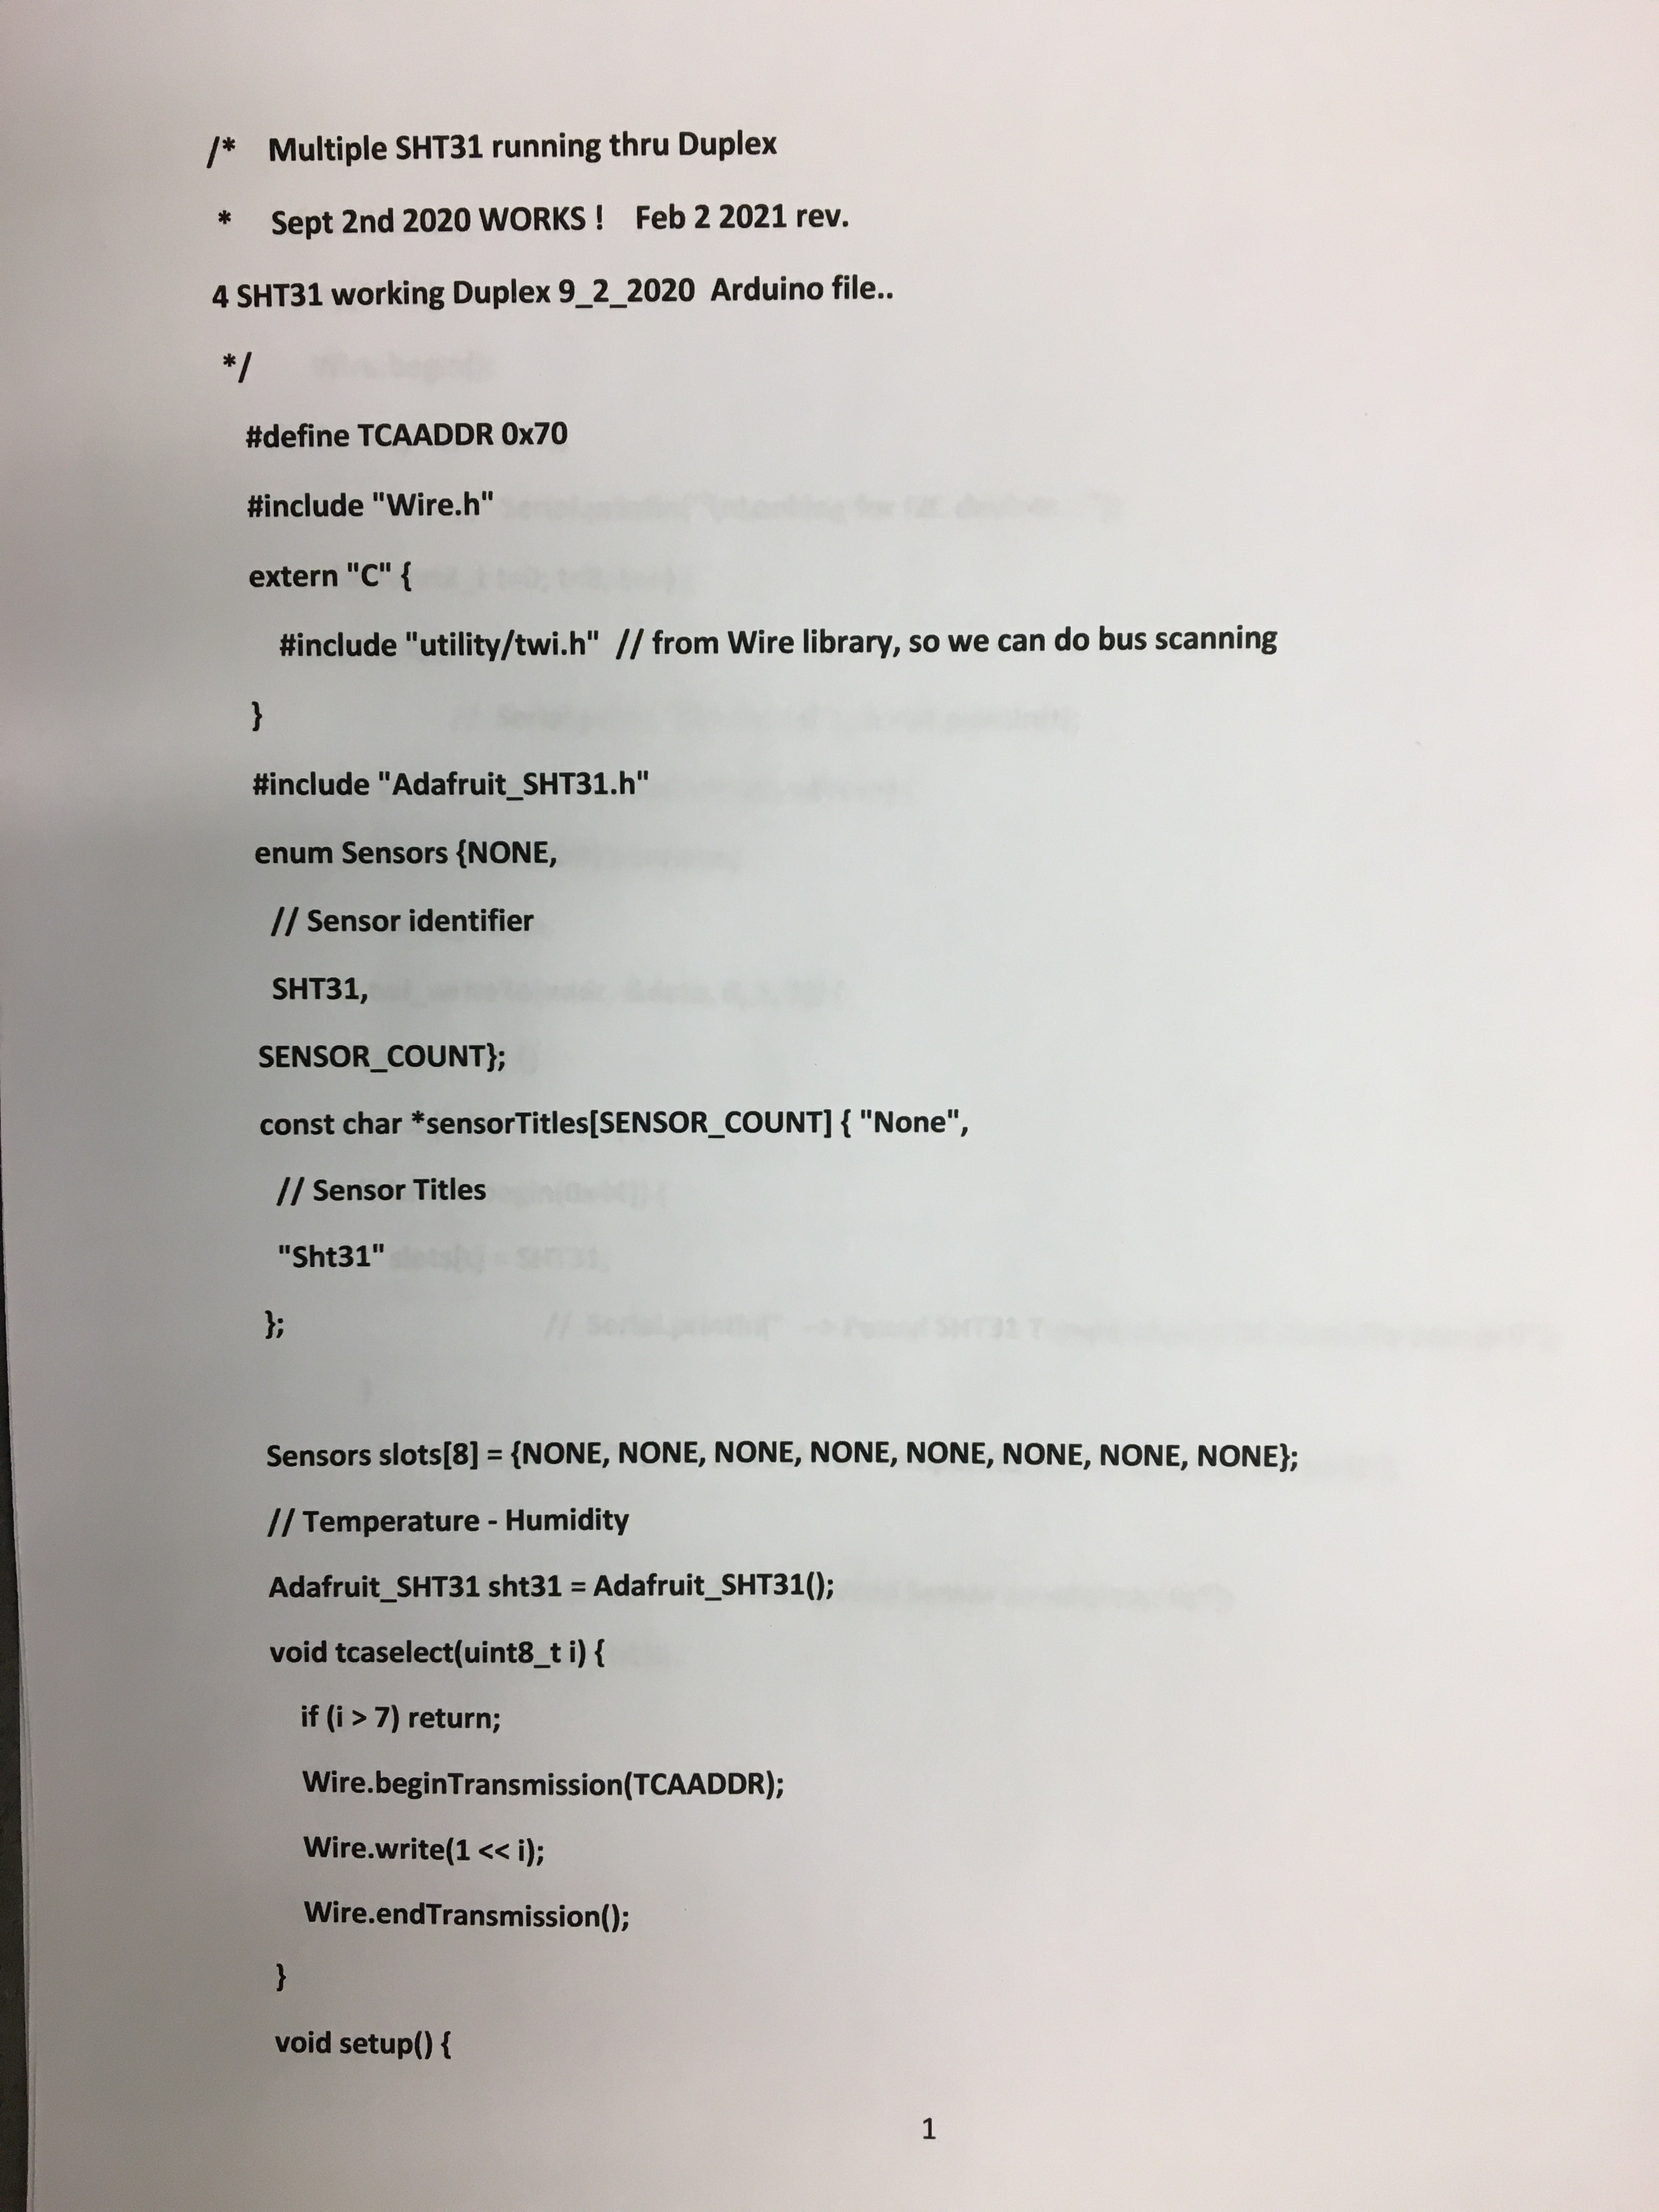 /*    Multiple SHT31 running thru Duplex
*     Sept 2nd 2020 WORKS !    Feb 2 2021 rev.
4 SHT31 working Duplex 9_2_2020  Arduino file..
*/
#define TCAADDR 0x70
#include "Wire.h"
extern "C" {
#include "utility/twi.h"  // from Wire library, so we can do bus scanning
}
#include "Adafruit_SHT31.h"
enum Sensors {NONE,
// Sensor identifier
SHT31,
SENSOR_COUNT};
const char *sensorTitles[SENSOR_COUNT] { "None",
// Sensor Titles
"Sht31"
};
Sensors slots[8] = {NONE, NONE, NONE, NONE, NONE, NONE, NONE, NONE};
// Temperature - Humidity
Adafruit_SHT31 sht31 = Adafruit_SHT31();
void tcaselect(uint8_t i) {
if (i > 7) return;
Wire.beginTransmission(TCAADDR);
Wire.write(1 << i);
Wire.endTransmission();
}
void setup() {
1